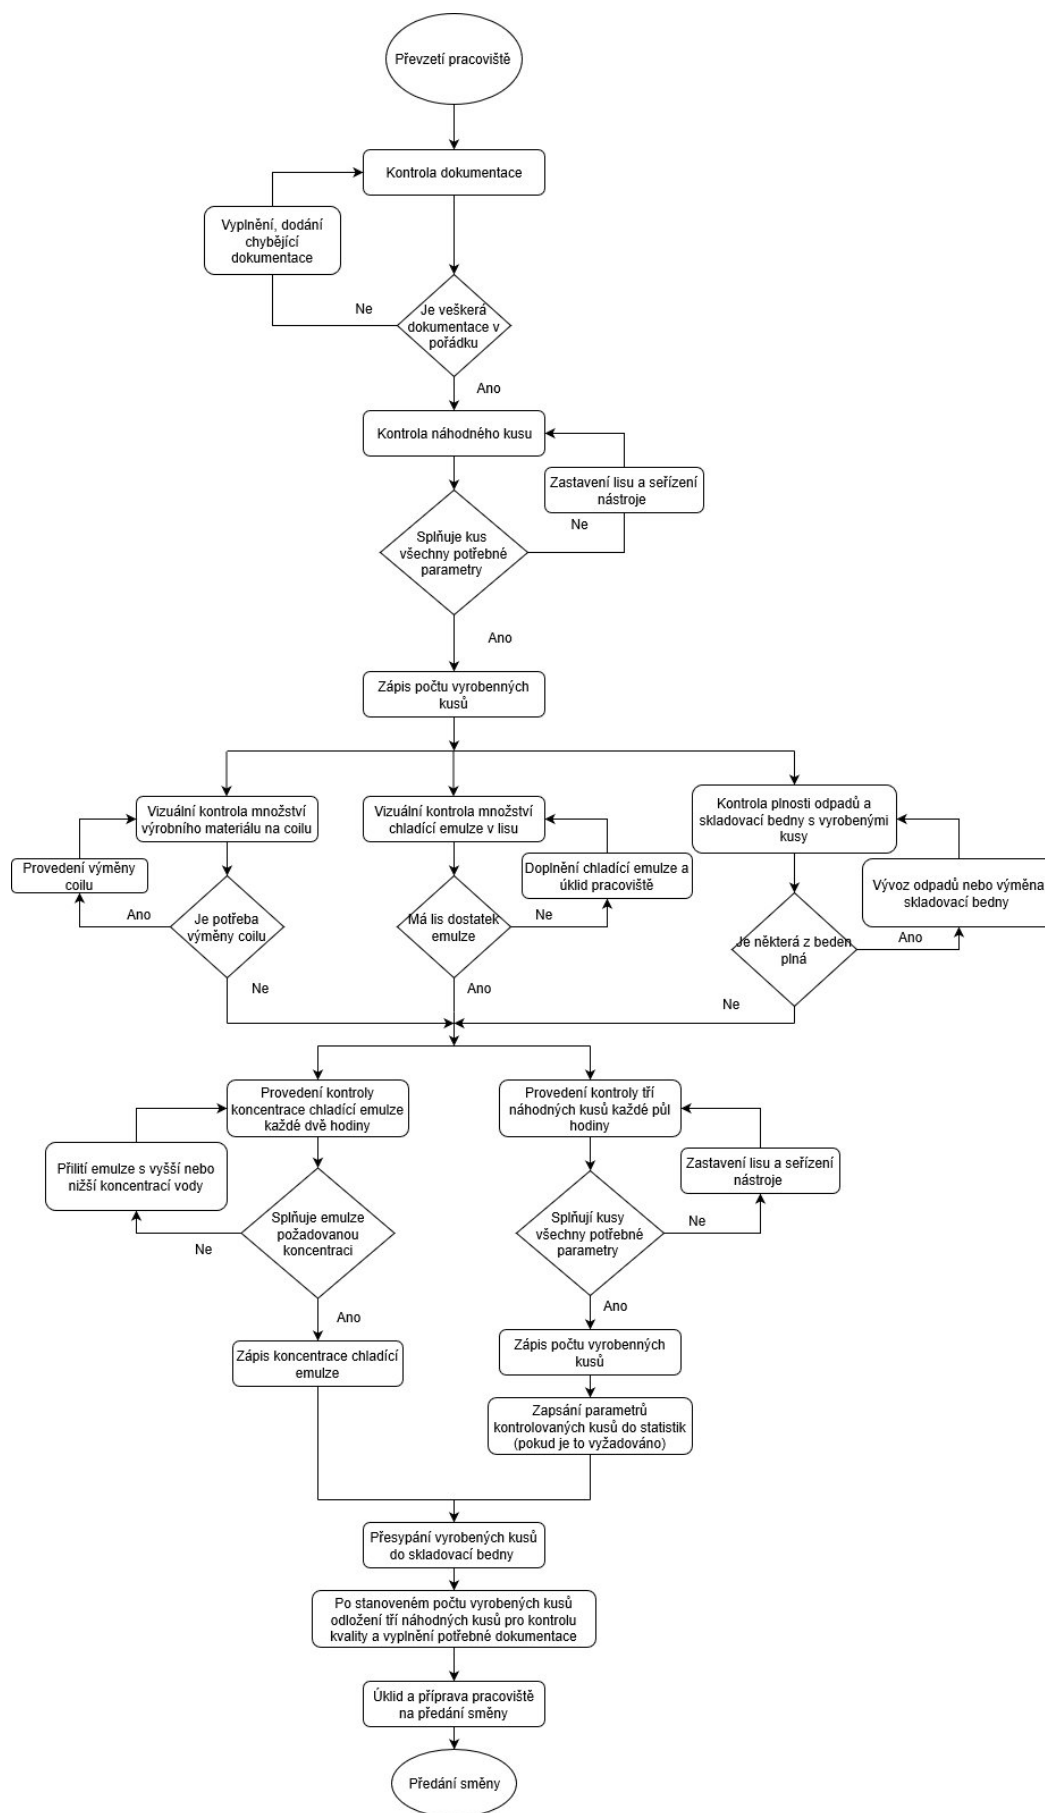 Převzetí pracoviště
Kontrola dokumentace
Vyplnění, dodání
chybějící
dokumentace
Ne
Je veškerá
dokumentace v
pořádku
Ano
Kontrola náhodného kusu
Zastavení lisu a seřízení
nástroje
Ne
Splňuje kus
všechny potřebné
parametry
Ano
Zápis počtu vyrobenných
kusů
Vizuální kontrola množství
výrobního materiálu na coilu
Provedení výměny
coilu
Ano
Je potřeba
výměny coilu
Ne
Vizuální kontrola množství
chladící emulze v lisu
Doplnění chladící emulze a
úklid pracoviště
Ne
Má lis dostatek
emulze
Ano
Kontrola plnosti odpadů a
skladovací bedny s vyrobenými
kusy
Vývoz odpadů nebo výměna
skladovací bedny
Ano
Je některá z beden
plná
Ne
Provedení kontroly
koncentrace chladící emulze
každé dvě hodiny
Přilití emulze s vyšší nebo
nižší koncentrací vody
Splňuje emulze
požadovanou
koncentraci
Ne
Ano
Zápis koncentrace chladící
emulze
Provedení kontroly tří
náhodných kusů každé půl
hodiny
Zastavení lisu a seřízení
nástroje
Splňují kusy
všechny potřebné
parametry
Ne
Ano
Zápis počtu vyrobenných
kusů
Zapsání parametrů
kontrolovaných kusů do statistik
(pokud je to vyžadováno)
Přesypání vyrobených kusů
do skladovací bedny
Po stanoveném počtu vyrobených kusů
odložení tří náhodných kusů pro kontrolu
kvality a vyplnění potřebné dokumentace
Úklid a příprava pracoviště
na předání směny
Předání směny